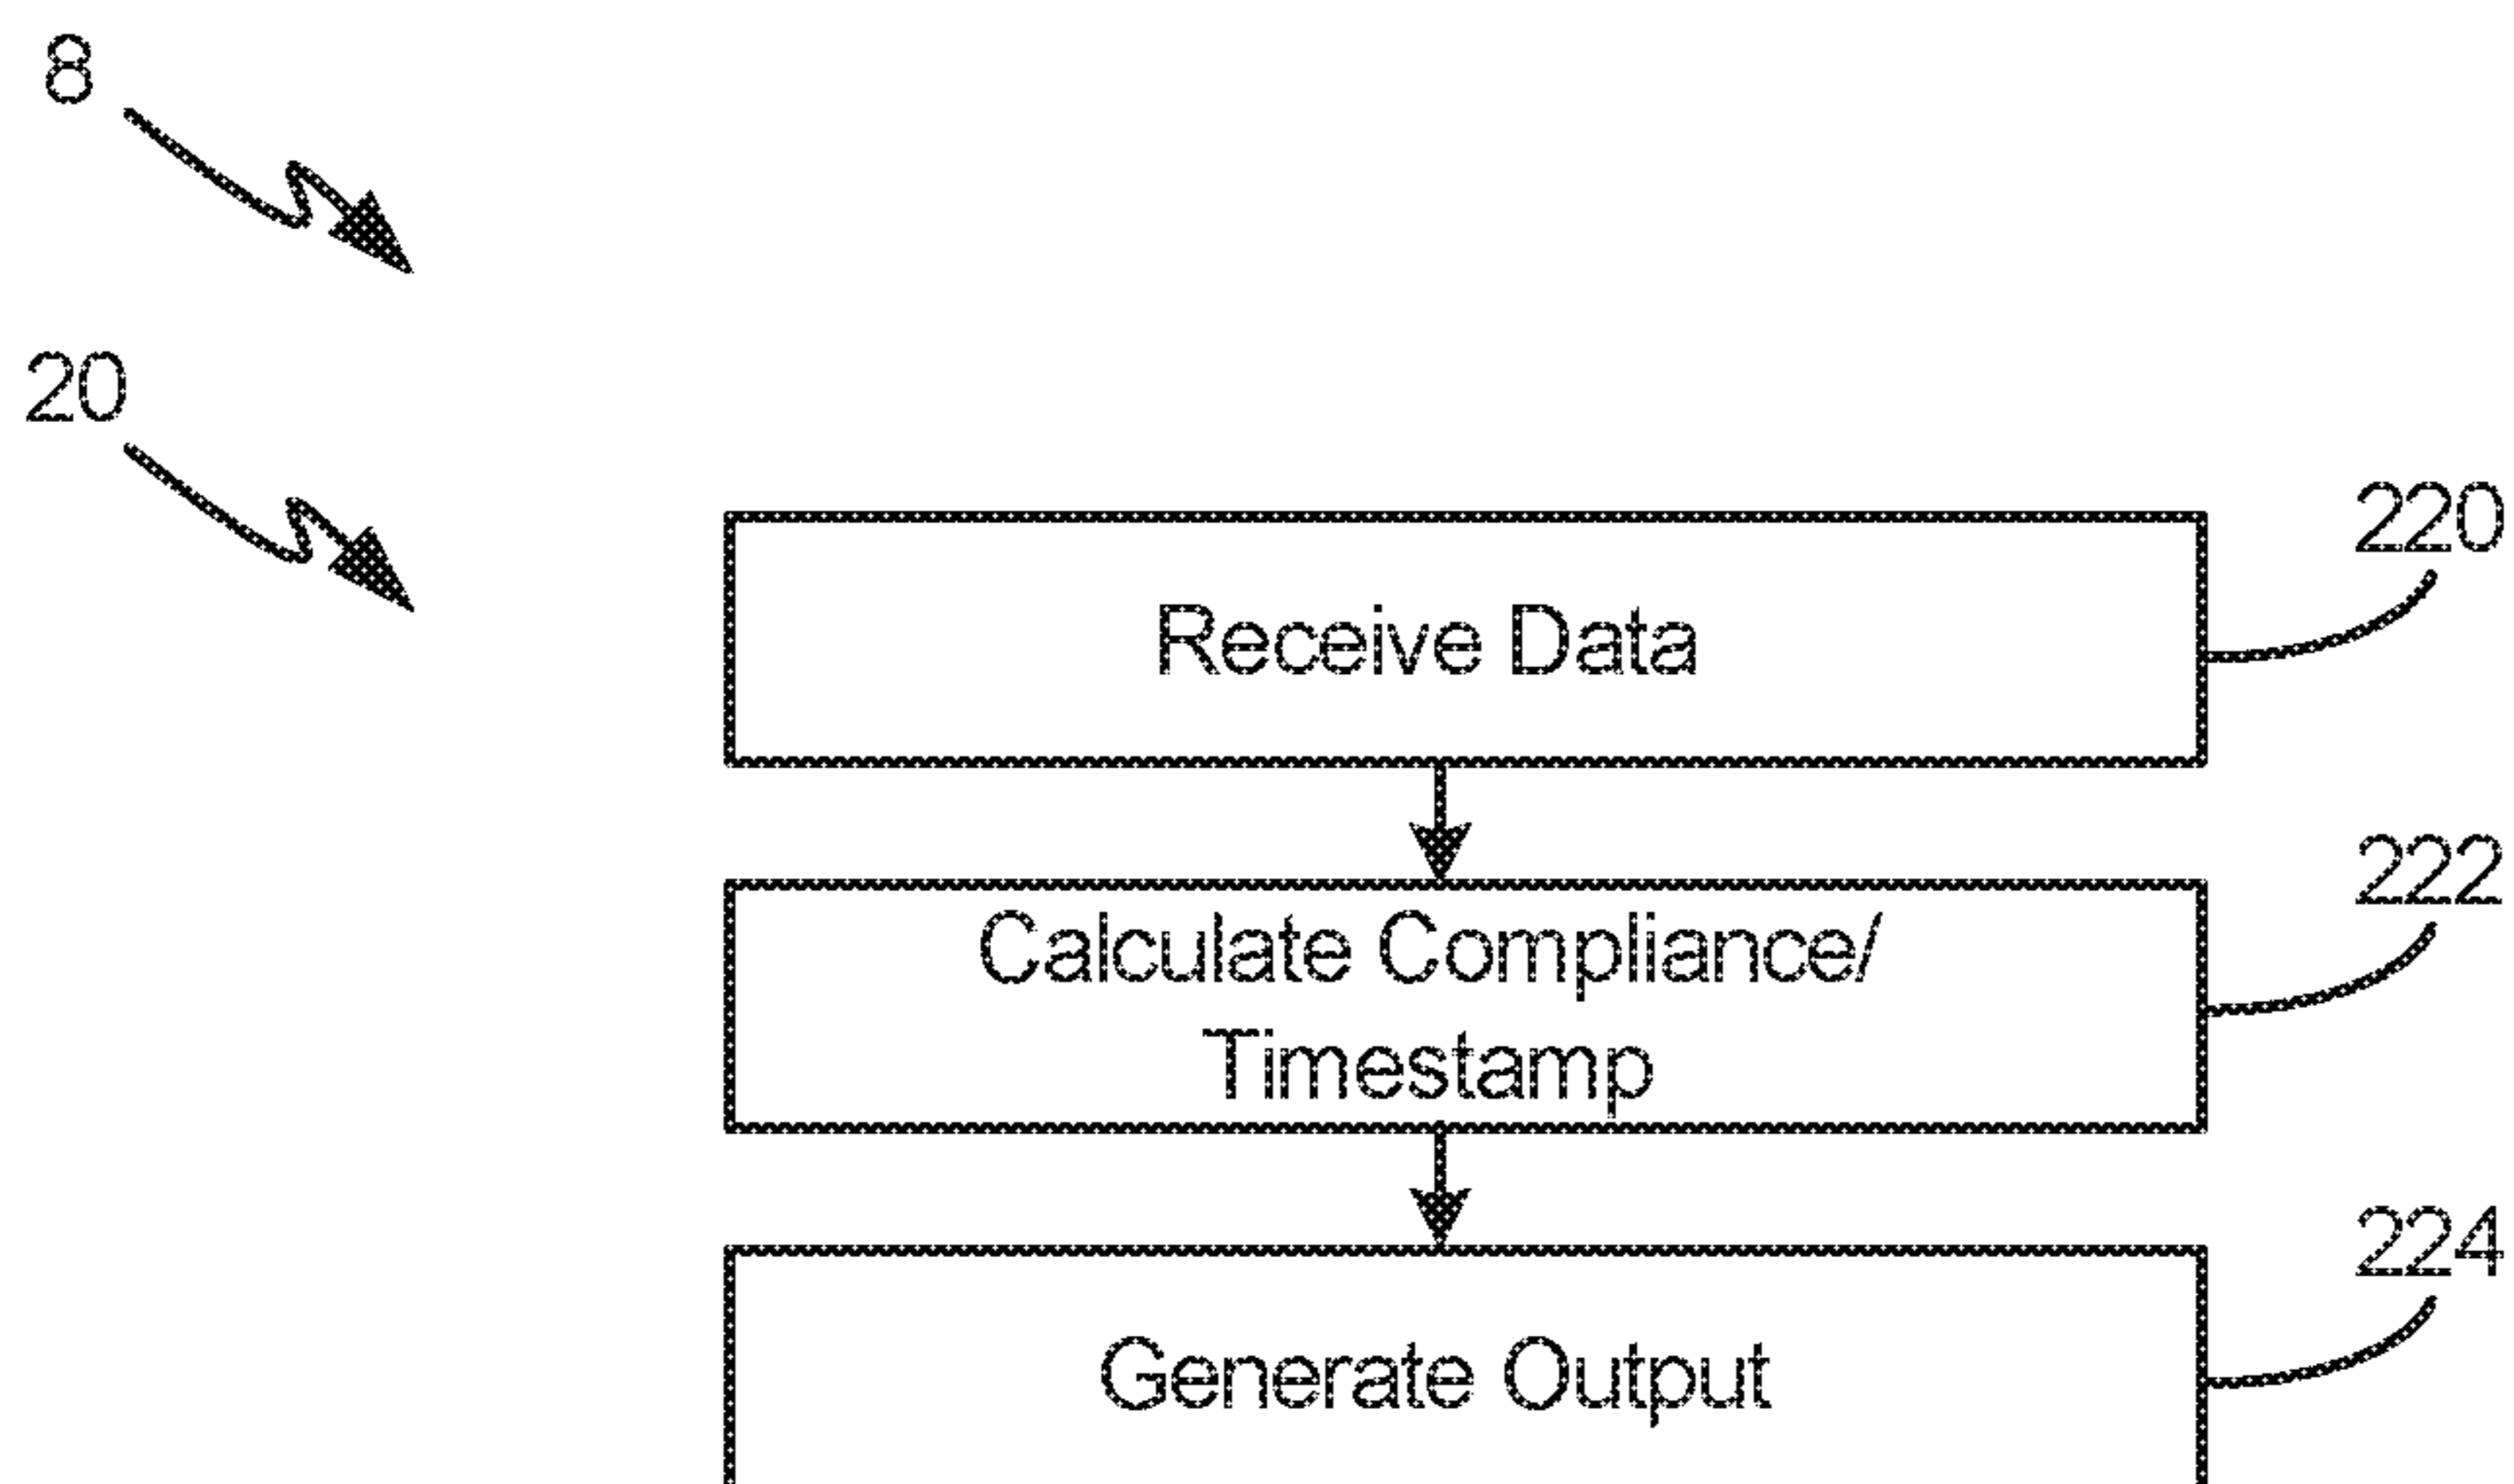 8
20
220
Receive Data
222
Calculate Compliance/
Timestamp
224
Generate Output